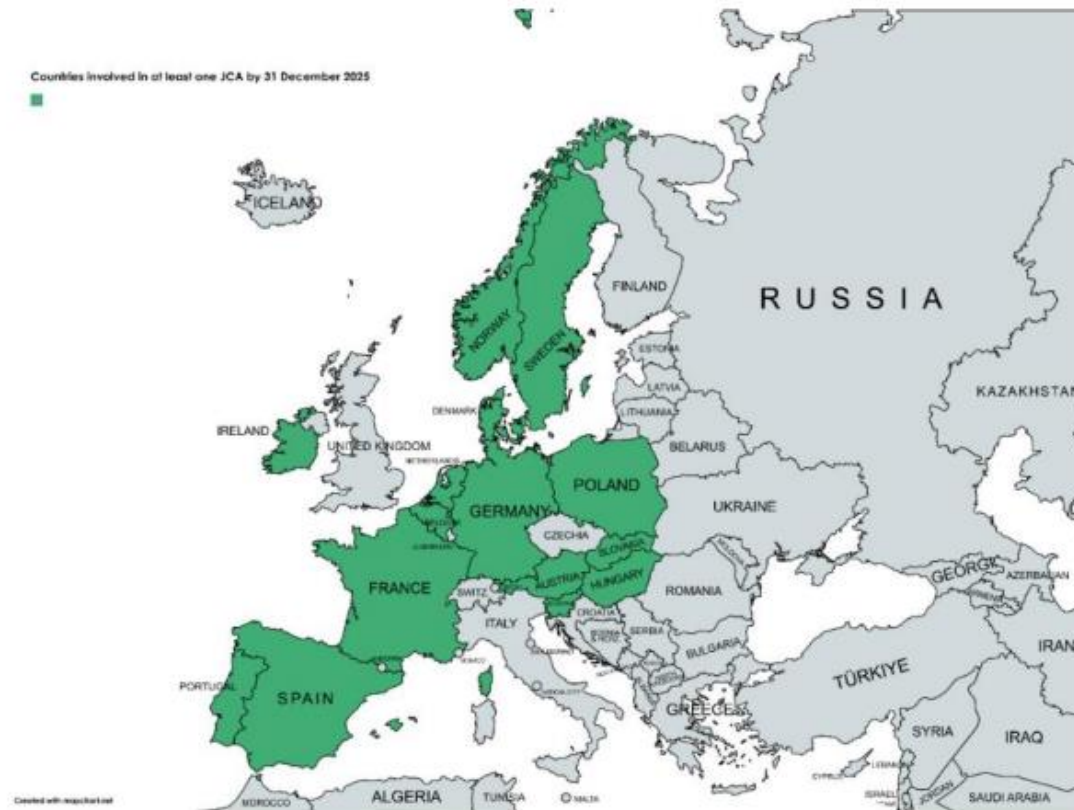 Countries involved in at least one JCA by 31 December 2025
ICELAND
FINLAND
RUSSIA
NORWAY
SWEDEN
ESTONIA
KAZAKHSTAN
LATVIA
DENMARK
LITHUANIA
IRELAND
UNITED KINGDOM
BELARUS
NETHERLANDS
POLAND
GERMANY
UKRAINE
CZECHIA
SLOVAKIA
MOLDOVA
AUSTRIA
HUNGARY
FRANCE
SWITZ.
ROMANIA
GEORGIA
AZERBAIJAN
ITALY
CROATIA
SERBIA
BULGARIA
IRAN
MONACO
TÜRKIYE
PORTUGAL
SPAIN
GREECE
SYRIA
IRAQ
CYPRUS
ISRAEL
JORDAN
SAUDI ARABIA
MOROCCO
ALGERIA
TUNISIA
MALTA
Created with mapchart.net